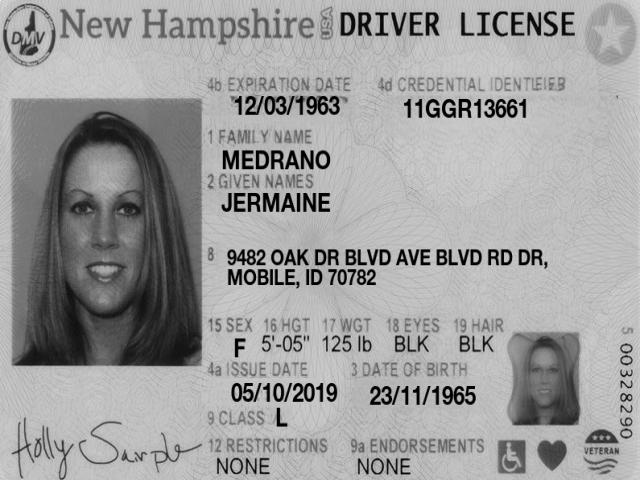 DMV New Hampshire USA DRIVER LICENSE
4b EXPIRATION DATE 4d CREDENTIAL IDENTIFIER
12/03/1963 11GGR13661
1 FAMILY NAME
MEDRANO
2 GIVEN NAMES
JERMAINE
8 9482 OAK DR BLVD AVE BLVD RD DR,
MOBILE, ID 70782
15 SEX 16 HGT 17 WGT 18 EYES 19 HAIR
F 5'-05" 125 lb BLK BLK
4a ISSUE DATE 3 DATE OF BIRTH
05/10/2019 23/11/1965
9 CLASS L
12 RESTRICTIONS 9a ENDORSEMENTS
NONE NONE
Holly Sample
VETERAN
5 00328290